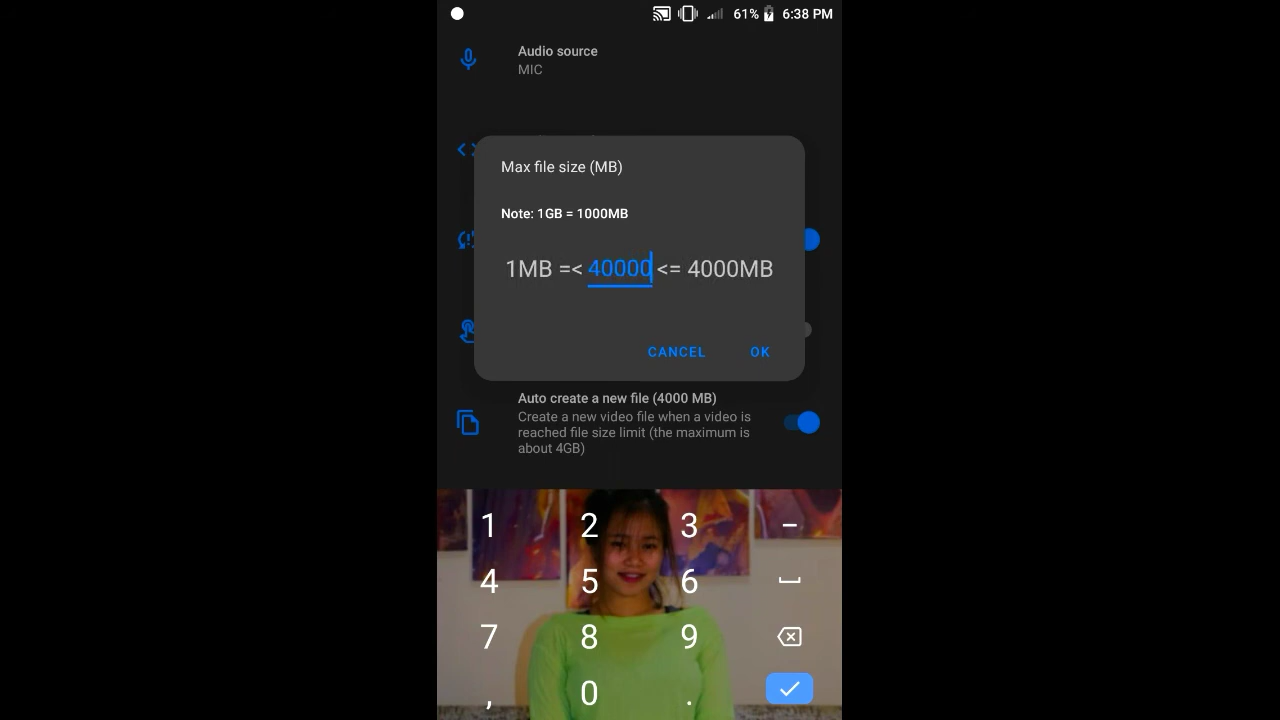 61% 6:38 PM
Audio source
MIC
Max file size (MB)
Note: 1GB = 1000MB
1MB =< 40000 <= 4000MB
CANCEL OK
Auto create a new file (4000 MB)
Create a new video file when a video is
reached file size limit (the maximum is
about 4GB)
1 2 3 -
4 5 6
7 8 9
, 0 .